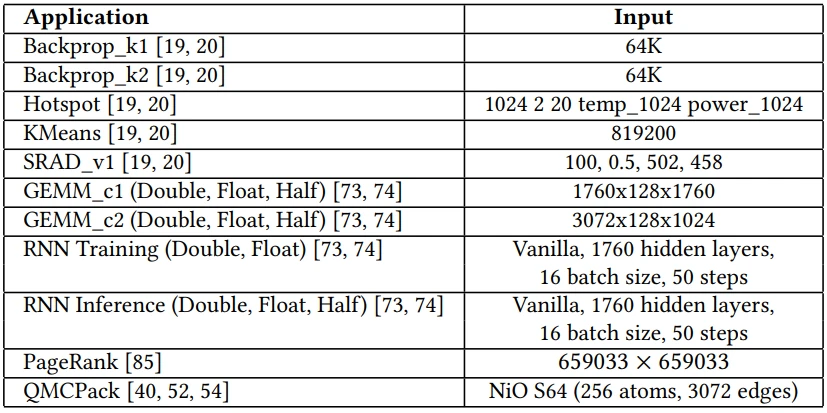 Application Input
Backprop_k1 [19, 20] 64K
Backprop_k2 [19, 20] 64K
Hotspot [19, 20] 1024 2 20 temp_1024 power_1024
KMeans [19, 20] 819200
SRAD_v1 [19, 20] 100, 0.5, 502, 458
GEMM_c1 (Double, Float, Half) [73, 74] 1760x128x1760
GEMM_c2 (Double, Float, Half) [73, 74] 3072x128x1024
RNN Training (Double, Float) [73, 74] Vanilla, 1760 hidden layers,
16 batch size, 50 steps
RNN Inference (Double, Float, Half) [73, 74] Vanilla, 1760 hidden layers,
16 batch size, 50 steps
PageRank [85] 659033 × 659033
QMCPack [40, 52, 54] NiO S64 (256 atoms, 3072 edges)